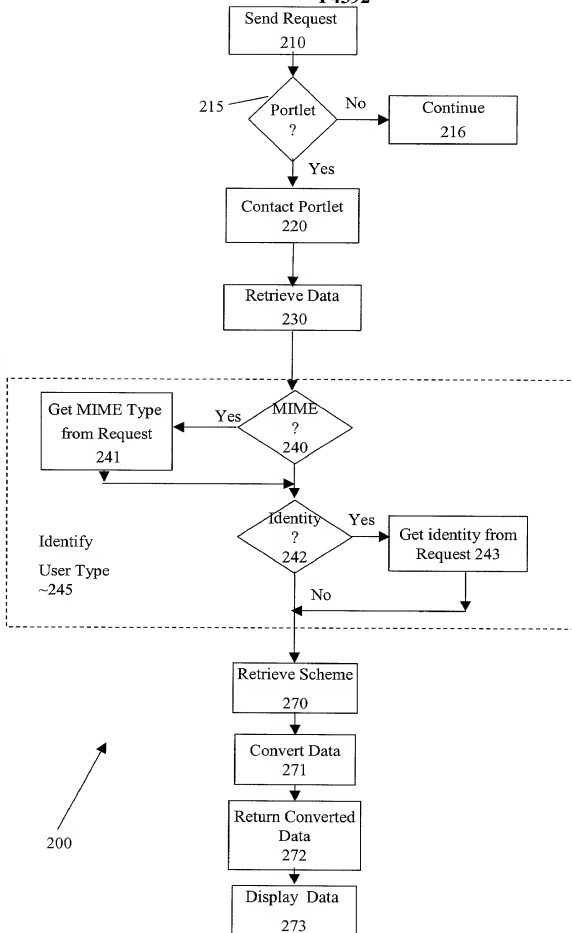 Send Request
210
215
Portlet
?
No
Continue
216
Yes
Contact Portlet
220
Retrieve Data
230
MIME
?
240
Yes
Get MIME Type
from Request
241
Identity
?
242
Yes
Get identity from
Request 243
Identify
User Type
~245
No
Retrieve Scheme
270
Convert Data
271
Return Converted
Data
272
200
Display Data
273